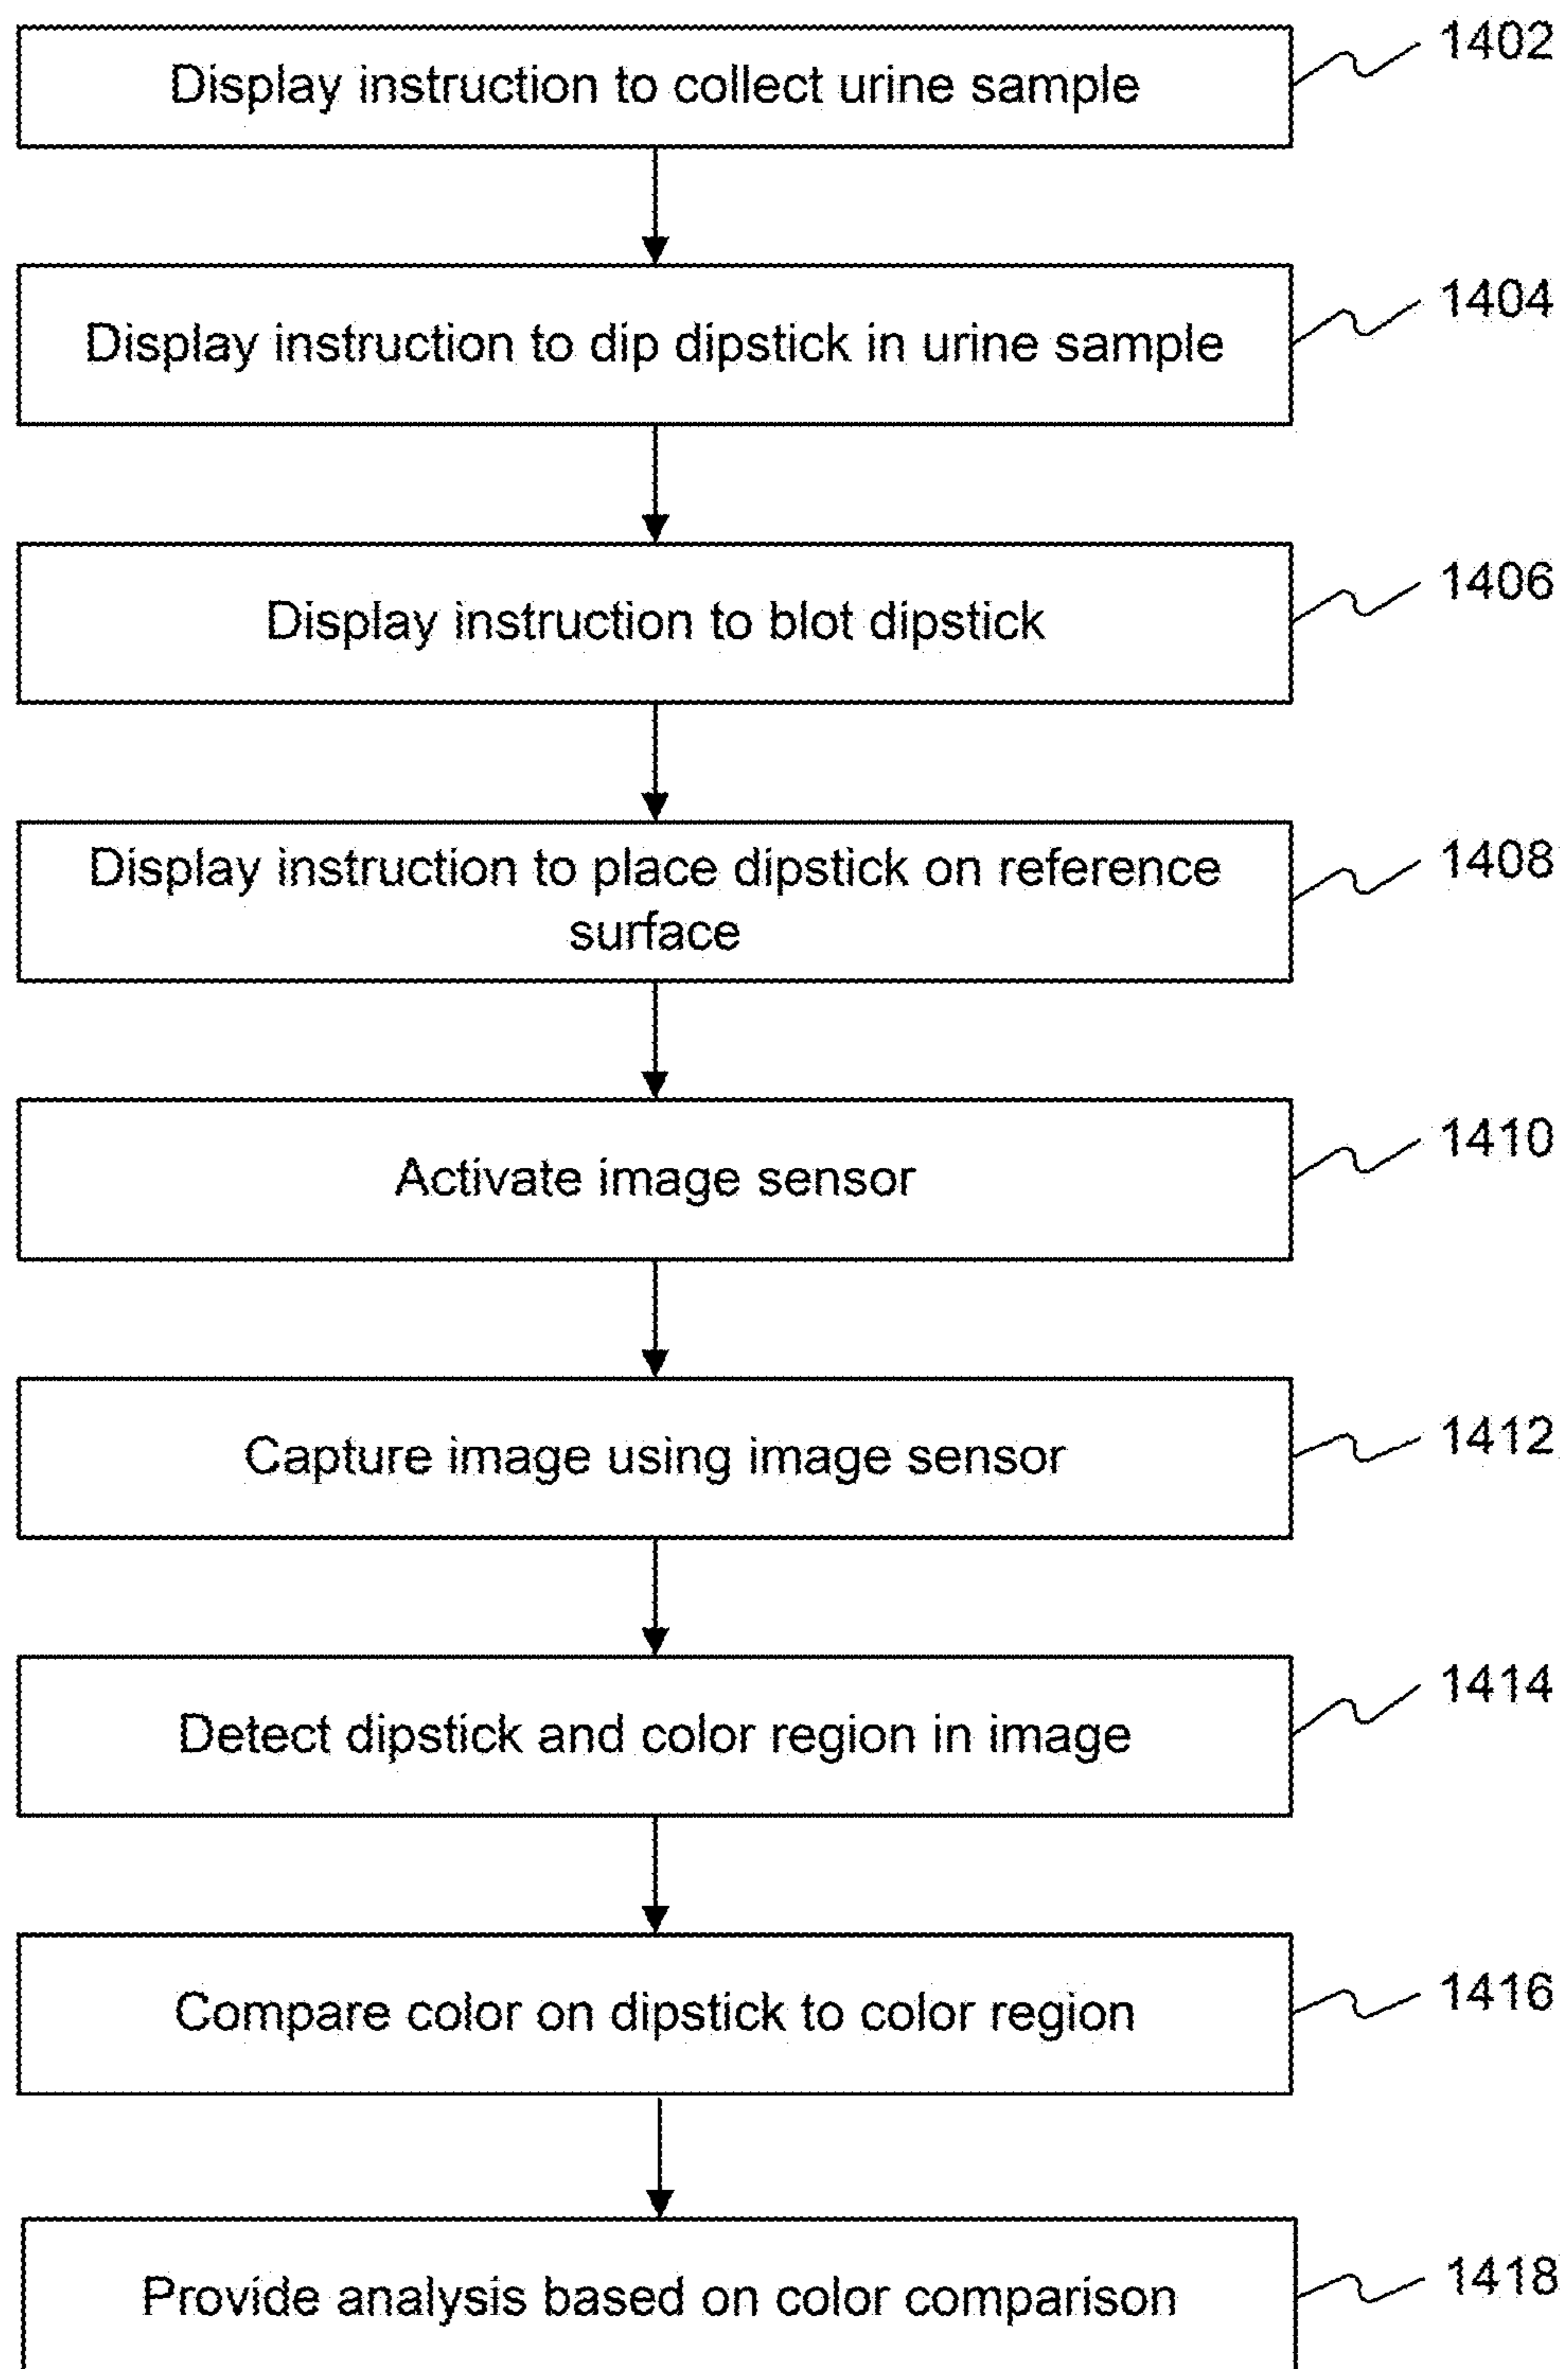 Display instruction to collect urine sample
1402
Display instruction to dip dipstick in urine sample
1404
Display instruction to blot dipstick
1406
Display instruction to place dipstick on reference
surface
1408
Activate image sensor
1410
Capture image using image sensor
1412
Detect dipstick and color region in image
1414
Compare color on dipstick to color region
1416
Provide analysis based on color comparison
1418